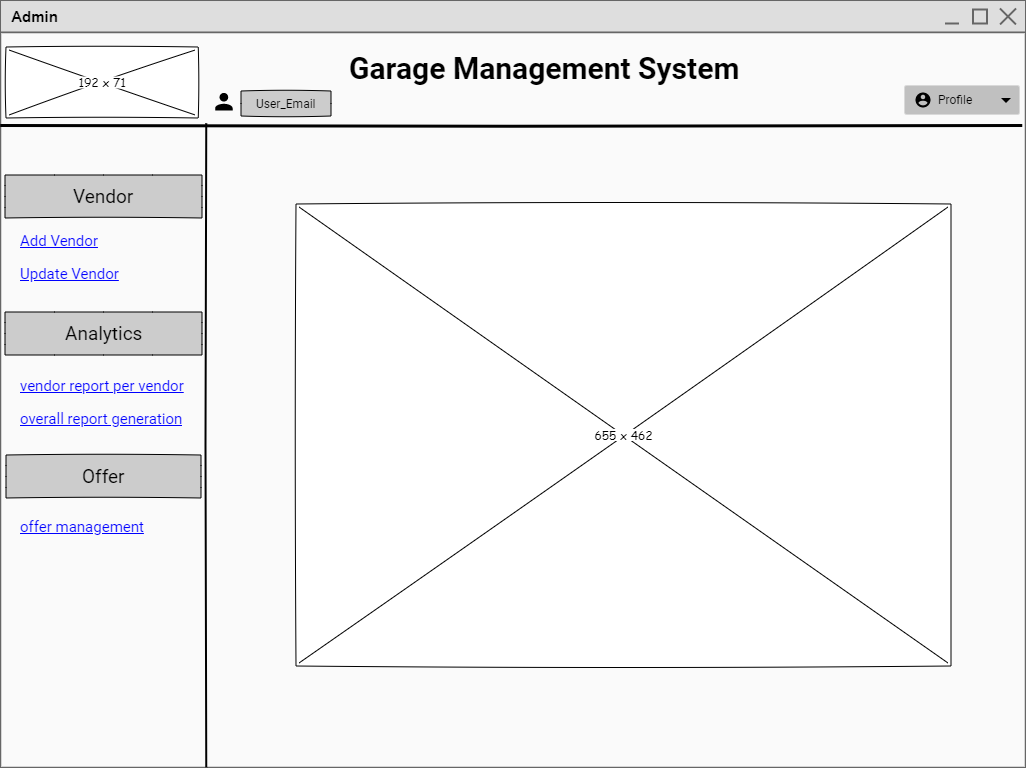 Admin
192 x 71
Garage Management System
User_Email
Profile
Vendor
Add Vendor
Update Vendor
Analytics
vendor report per vendor
overall report generation
Offer
offer management
655 x 462